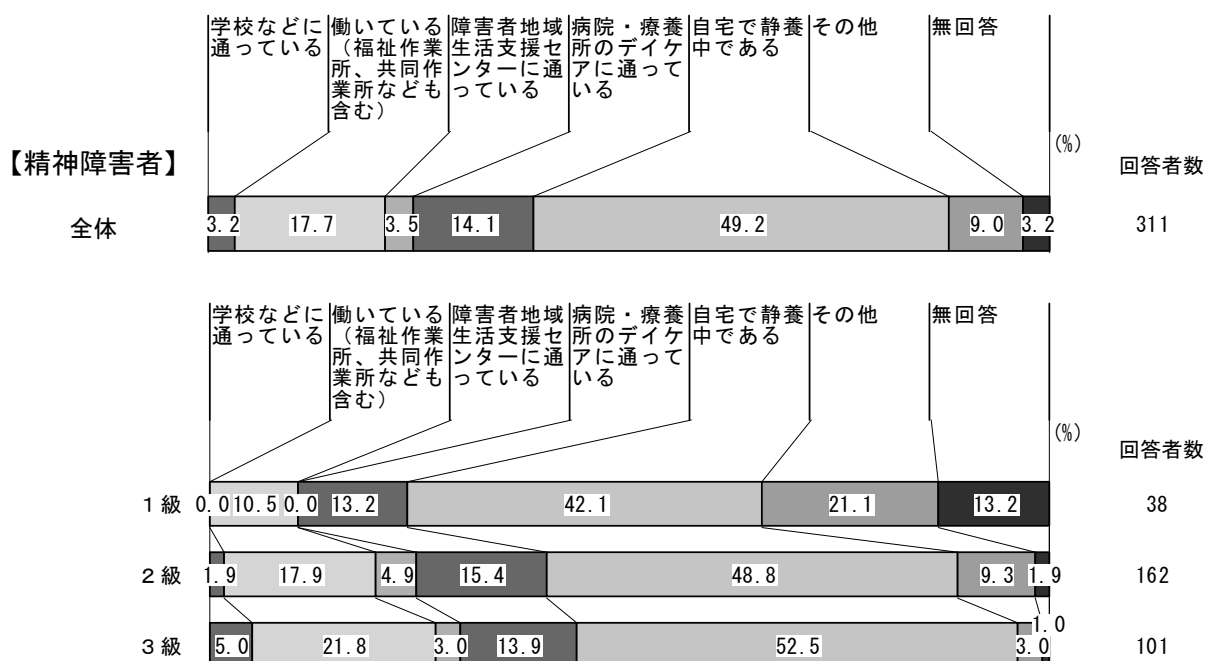 学校などに通っている
働いている（福祉作業所、共同作業所なども含む）
障害者地域生活支援センターに通っている
病院・療養所のデイケアに通っている
自宅で静養中である
その他
無回答
(%)
【精神障害者】
回答者数
全体 3.2 17.7 3.5 14.1 49.2 9.0 3.2 311
学校などに通っている
働いている（福祉作業所、共同作業所なども含む）
障害者地域生活支援センターに通っている
病院・療養所のデイケアに通っている
自宅で静養中である
その他
無回答
(%)
回答者数
1級 0.0 10.5 0.0 13.2 42.1 21.1 13.2 38
2級 1.9 17.9 4.9 15.4 48.8 9.3 1.9 162
3級 5.0 21.8 3.0 13.9 52.5 3.0 1.0 101